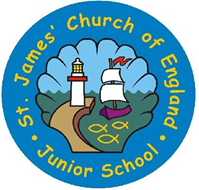 St. James' Church of England
• Junior School •